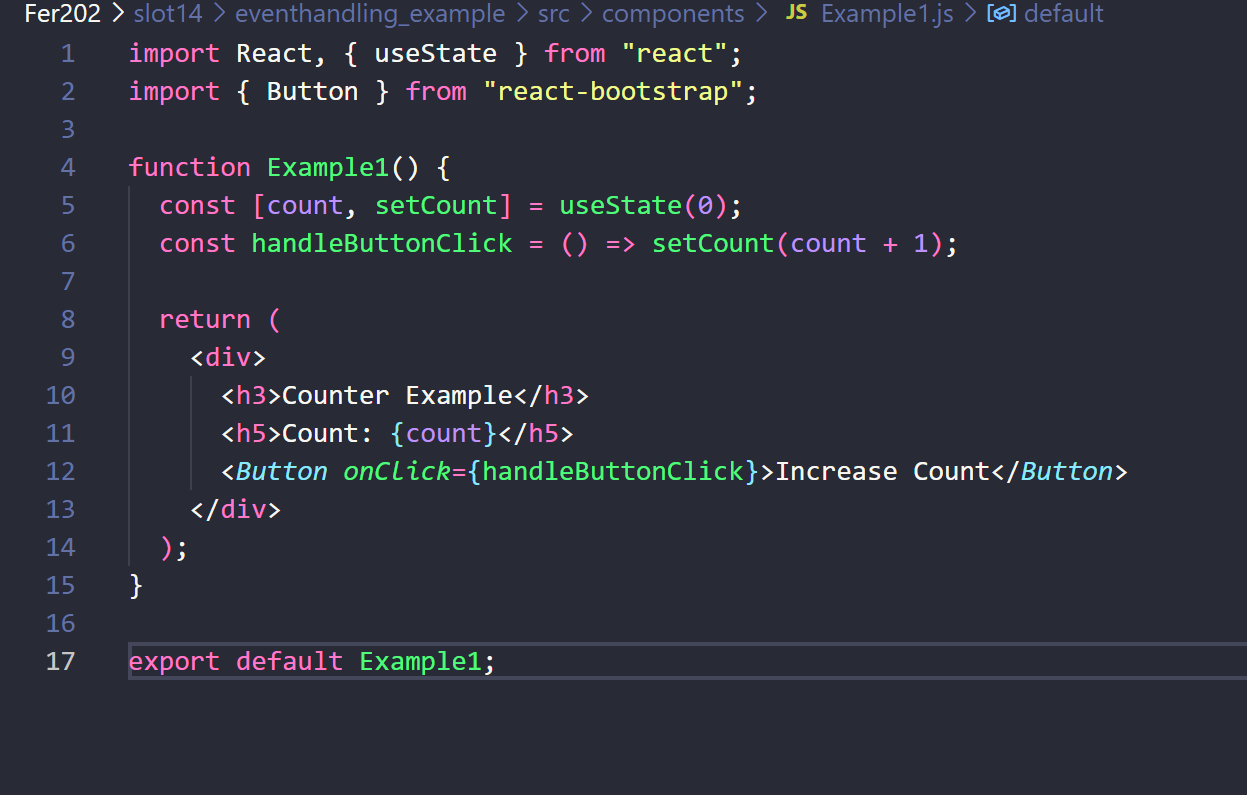 Fer202 > slot14 > eventhandling_example > src > components > JS Example1.js > default
1 import React, { useState } from "react";
2 import { Button } from "react-bootstrap";
3
4 function Example1() {
5   const [count, setCount] = useState(0);
6   const handleButtonClick = () => setCount(count + 1);
7
8   return (
9     <div>
10       <h3>Counter Example</h3>
11       <h5>Count: {count}</h5>
12       <Button onClick={handleButtonClick}>Increase Count</Button>
13     </div>
14   );
15 }
16
17 export default Example1;